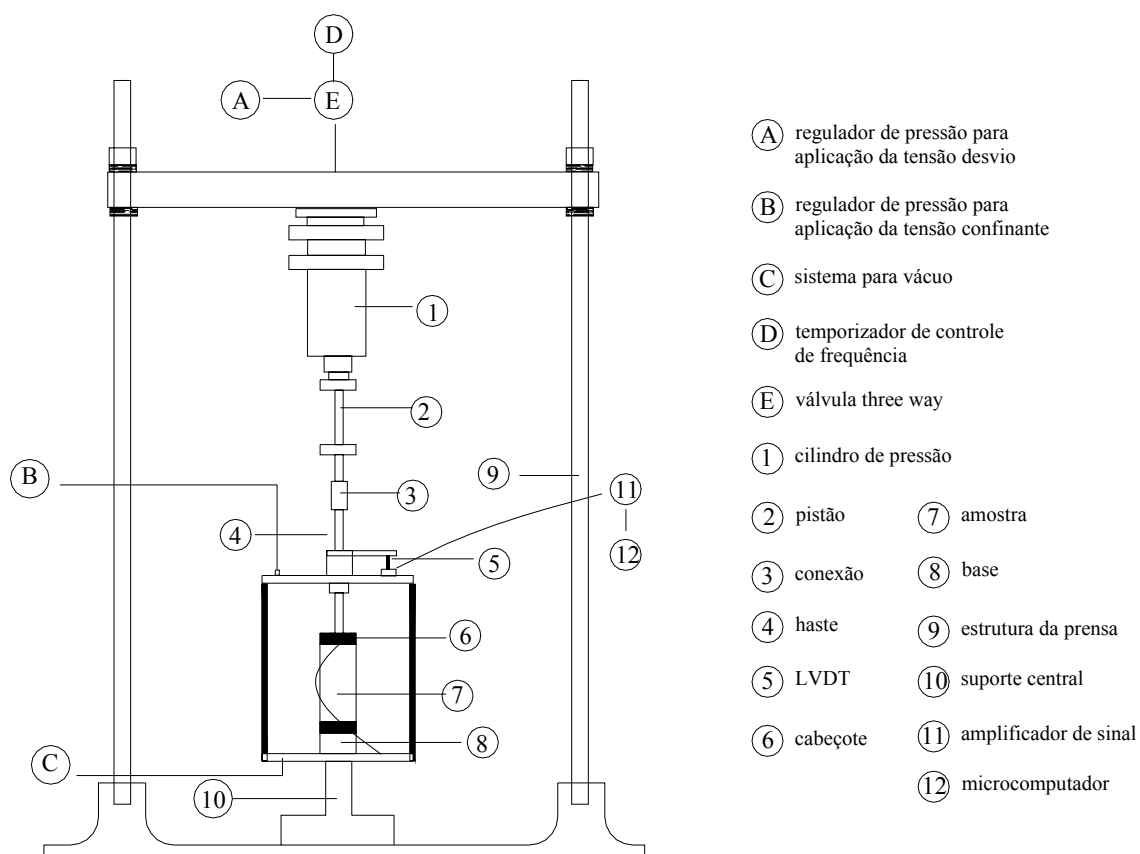 D
A
E
1
2
B
9
3
11
4
5
12
6
7
8
C
10
A regulador de pressão para
aplicação da tensão desvio
B regulador de pressão para
aplicação da tensão confinante
C sistema para vácuo
D temporizador de controle
de frequência
E válvula three way
1 cilindro de pressão
2 pistão
7 amostra
3 conexão
8 base
4 haste
9 estrutura da prensa
5 LVDT
10 suporte central
6 cabeçote
11 amplificador de sinal
12 microcomputador